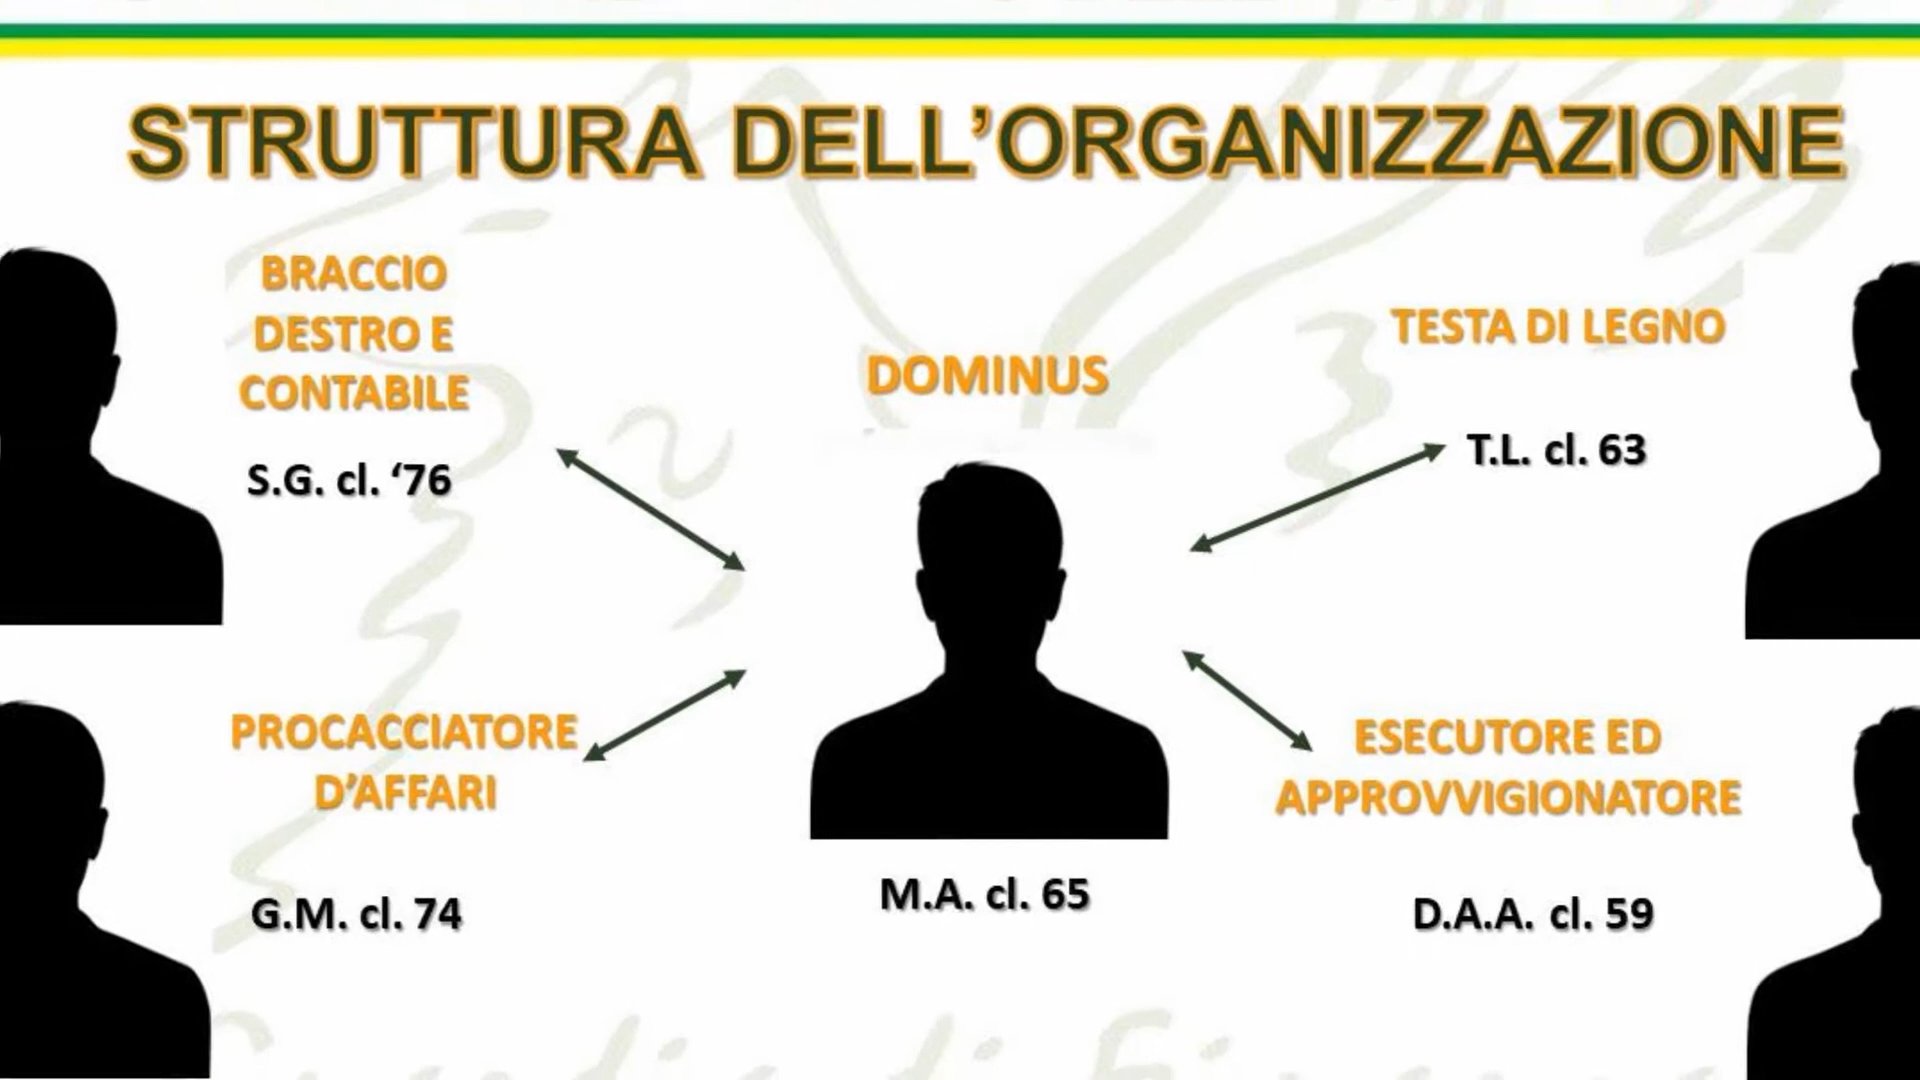 STRUTTURA DELL'ORGANIZZAZIONE
BRACCIO
DESTRO E
CONTABILE
S.G. cl. ‘76
DOMINUS
TESTA DI LEGNO
T.L. cl. 63
PROCACCIATORE
D’AFFARI
G.M. cl. 74
M.A. cl. 65
ESECUTORE ED
APPROVVIGIONATORE
D.A.A. cl. 59